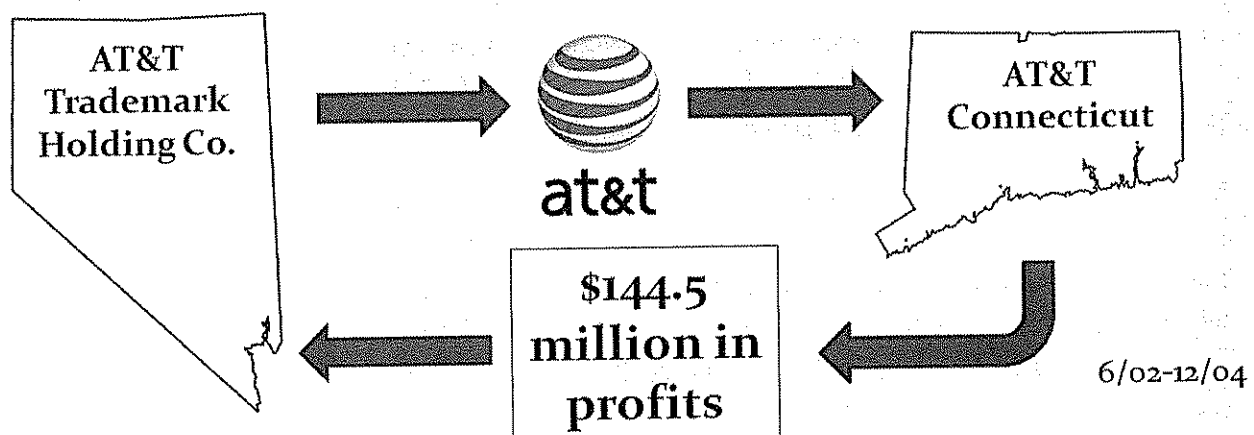 AT&T
Trademark
Holding Co.
at&t
AT&T
Connecticut
$144.5
million in
profits
6/02-12/04